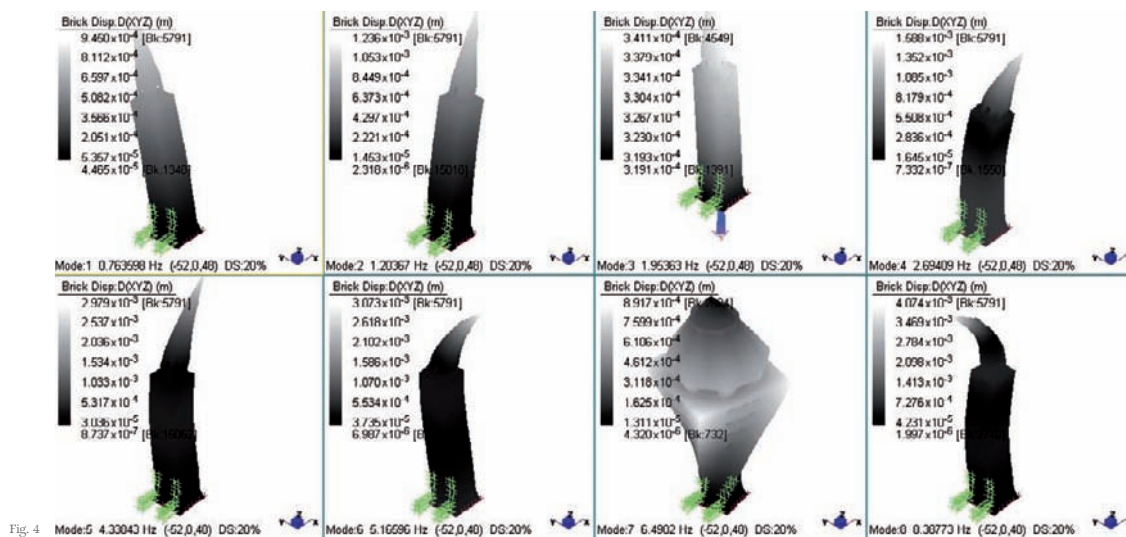 Brick Disp.D(XYZ) (m)
9.460x10-4 [Bk:5791]
8.112x10-4
6.597x10-4
5.082x10-4
3.566x10-4
2.051x10-4
5.357x10-5
4.465x10-5 [Bk:1348]
Mode:1 0.763598 Hz (-52,0,48) DS:20%
Brick Disp.D(XYZ) (m)
1.236x10-3 [Bk:5791]
1.053x10-3
8.449x10-4
6.373x10-4
4.297x10-4
2.221x10-4
1.453x10-5
2.318x10-6 [Bk:15016]
Mode:2 1.20367 Hz (-52,0,48) DS:20%
Brick Disp.D(XYZ) (m)
3.411x10-4 [Bk:4549]
3.379x10-4
3.341x10-4
3.304x10-4
3.267x10-4
3.230x10-4
3.193x10-4
3.191x10-4 [Bk:1391]
Mode:3 1.95363 Hz (-52,0,48) DS:20%
Brick Disp.D(XYZ) (m)
1.588x10-3 [Bk:5791]
1.352x10-3
1.085x10-3
8.179x10-4
5.508x10-4
2.836x10-4
1.645x10-5
7.332x10-7 [Bk:1550]
Mode:4 2.69409 Hz (-52,0,48) DS:20%
Brick Disp.D(XYZ) (m)
2.979x10-3 [Bk:5791]
2.537x10-3
2.036x10-3
1.534x10-3
1.033x10-3
5.317x10-4
3.036x10-5
8.737x10-7
Mode:5 4.33043 Hz (-52,0,40) DS:20%
Brick Disp.D(XYZ) (m)
3.073x10-3 [Bk:5791]
2.618x10-3
2.102x10-3
1.586x10-3
1.070x10-3
5.534x10-4
3.735x10-5
6.987x10-6
Mode:6 5.16596 Hz (-52,0,40) DS:20%
Brick Disp.D(XYZ) (m)
8.917x10-4
7.599x10-4
6.106x10-4
4.612x10-4
3.118x10-4
1.625x10-4
1.311x10-5
4.320x10-6 [Bk:732]
Mode:7 6.4902 Hz (-52,0,40) DS:20%
Brick Disp.D(XYZ) (m)
4.074x10-3 [Bk:5791]
3.469x10-3
2.784x10-3
2.098x10-3
1.413x10-3
7.276x10-4
4.231x10-5
1.997x10-6
Mode:0 0.30773 Hz (-52,0,40) DS:20%
Fig. 4